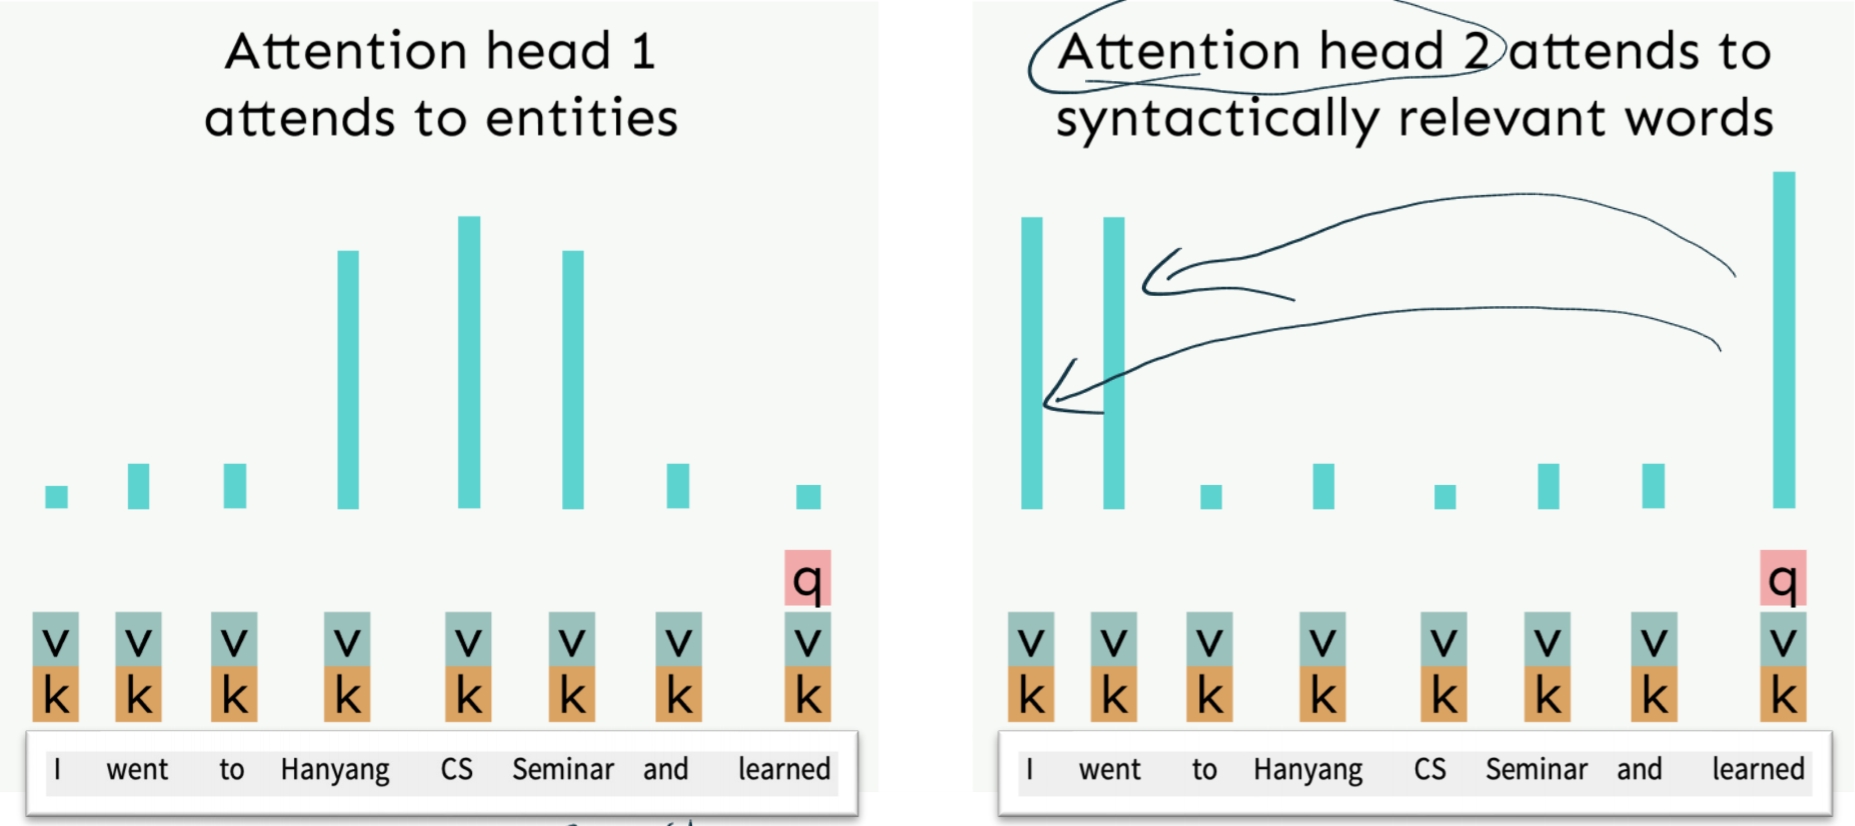 Attention head 1
attends to entities
q
v v v v v v v v
k k k k k k k k
I went to Hanyang CS Seminar and learned
Attention head 2 attends to
syntactically relevant words
q
v v v v v v v v
k k k k k k k k
I went to Hanyang CS Seminar and learned